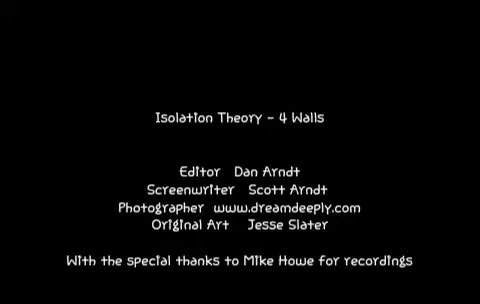 Isolation Theory - 4 Walls
Editor Dan Arndt
Screenwriter Scott Arndt
Photographer www.dreamdeeply.com
Original Art Jesse Slater
With the special thanks to Mike Howe for recordings